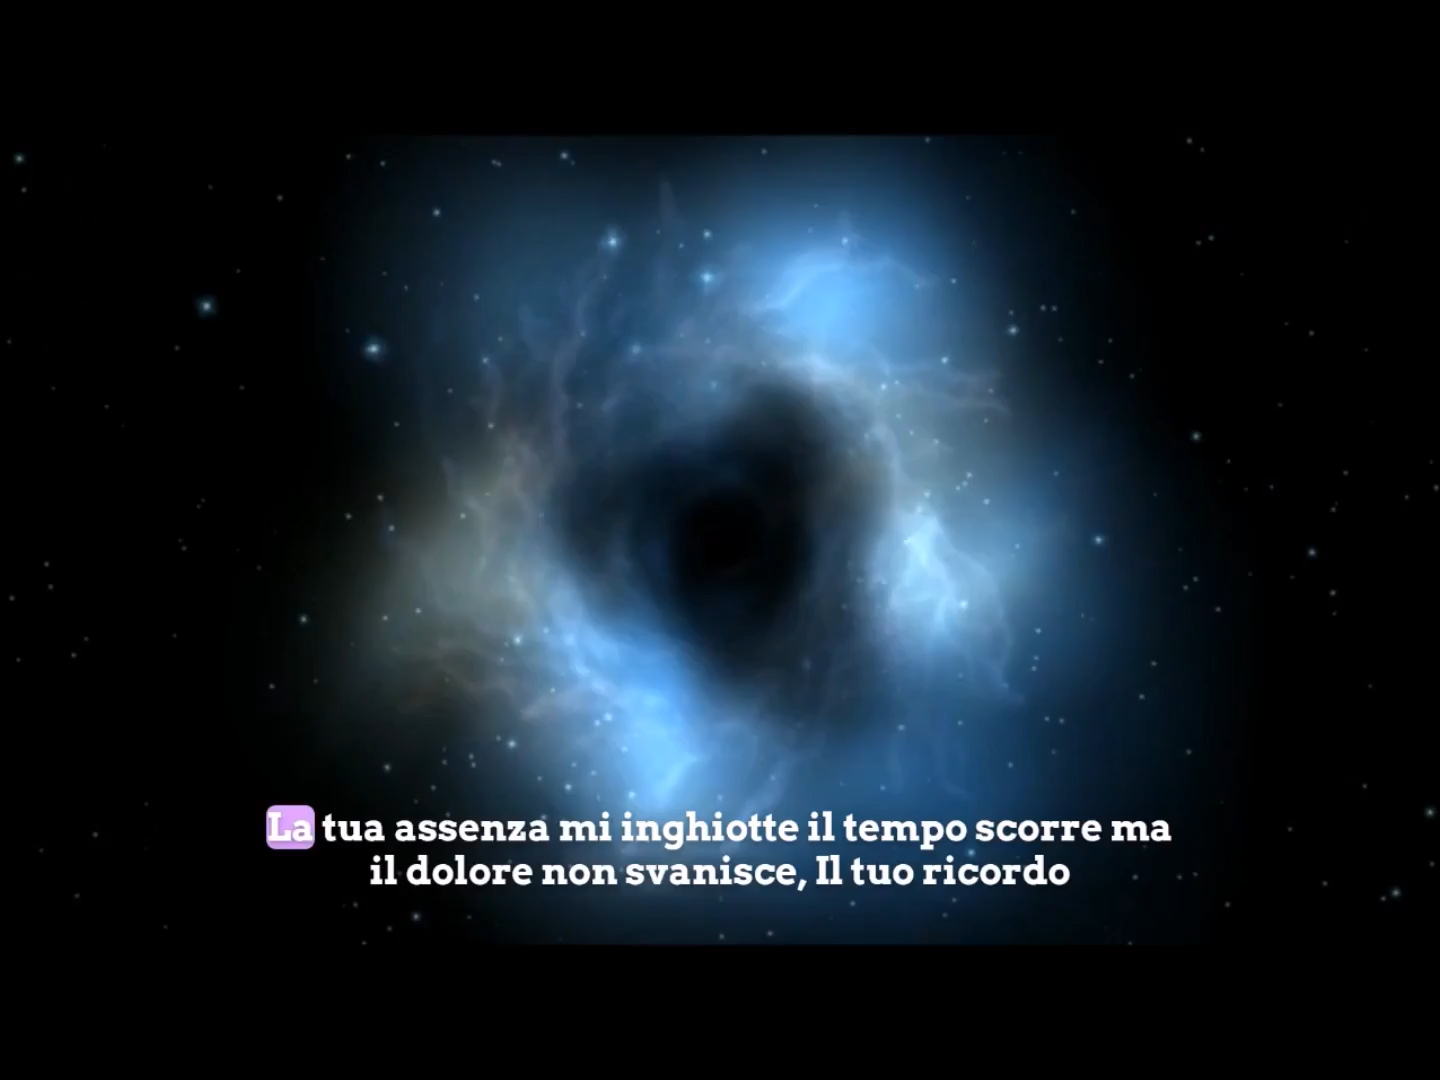 La tua assenza mi inghiotte il tempo scorre ma
il dolore non svanisce, Il tuo ricordo